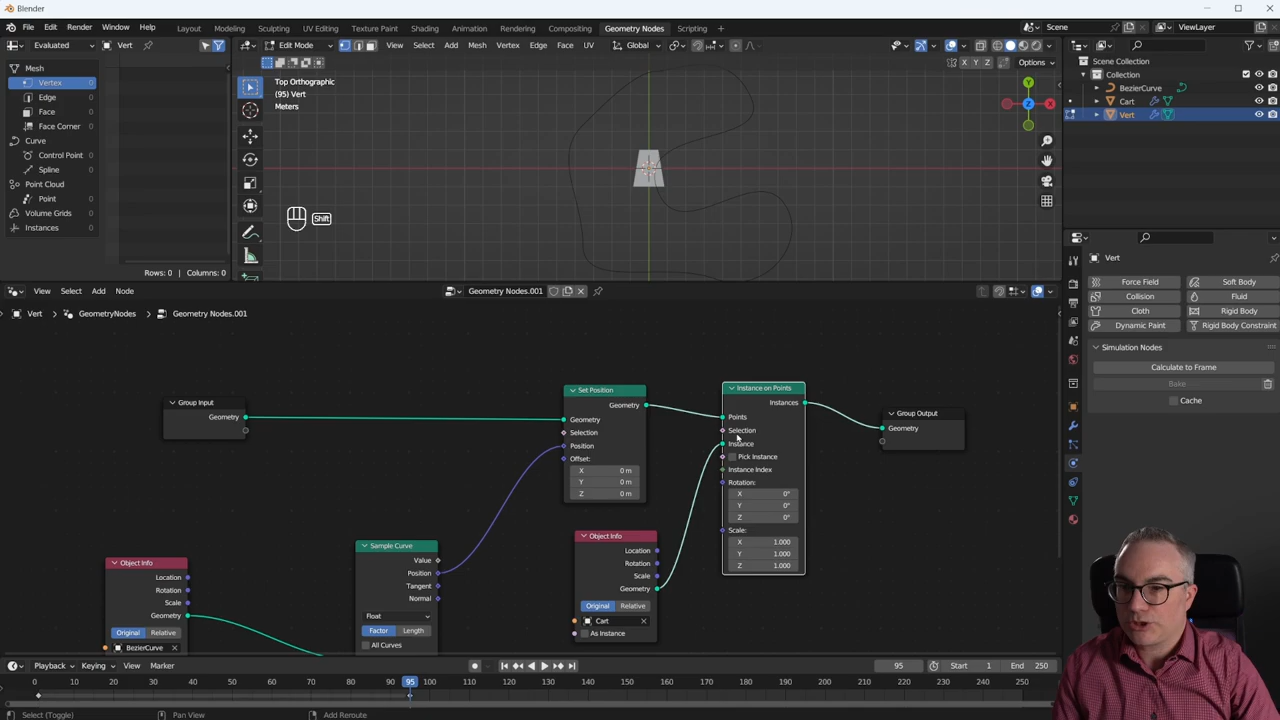 Blender
File
Edit
Render
Window
Help
Layout
Modeling
Sculpting
UV Editing
Texture Paint
Shading
Animation
Rendering
Compositing
Geometry Nodes
Scripting
Scene
ViewLayer
Evaluated
Vert
Edit Mode
View
Select
Add
Mesh
Vertex
Edge
Face
UV
Global
X
Y
Z
Options
Mesh
Vertex 0
Edge 0
Face 0
Face Corner 0
Curve
Control Point 0
Spline 0
Point Cloud
Point 0
Volume Grids 0
Instances 0
Rows: 0 | Columns: 0
Top Orthographic
(95) Vert
Meters
Shift
Y
X
Z
Scene Collection
Collection
BezierCurve
Cart
Vert
Vert
Force Field
Soft Body
Collision
Fluid
Cloth
Rigid Body
Dynamic Paint
Rigid Body Constraint
Simulation Nodes
Calculate to Frame
Bake
Cache
View
Select
Add
Node
Geometry Nodes.001
Vert
GeometryNodes
Geometry Nodes.001
Group Input
Geometry
Set Position
Geometry
Geometry
Selection
Position
Offset:
X 0 m
Y 0 m
Z 0 m
Instance on Points
Instances
Points
Selection
Instance
Pick Instance
Instance Index
Rotation:
X 0°
Y 0°
Z 0°
Scale:
X 1.000
Y 1.000
Z 1.000
Group Output
Geometry
Object Info
Location
Rotation
Scale
Geometry
Original
Relative
BezierCurve
Sample Curve
Value
Position
Tangent
Normal
Float
Factor
Length
All Curves
Object Info
Location
Rotation
Scale
Geometry
Original
Relative
Cart
As Instance
Playback
Keying
View
Marker
95
Start 1
End 250
0 10 20 30 40 50 60 70 80 90 95 100 110 120 130 140 150 160 170 180 190 200 210 220 230 240 250
Select (Toggle)
Pan View
Add Reroute